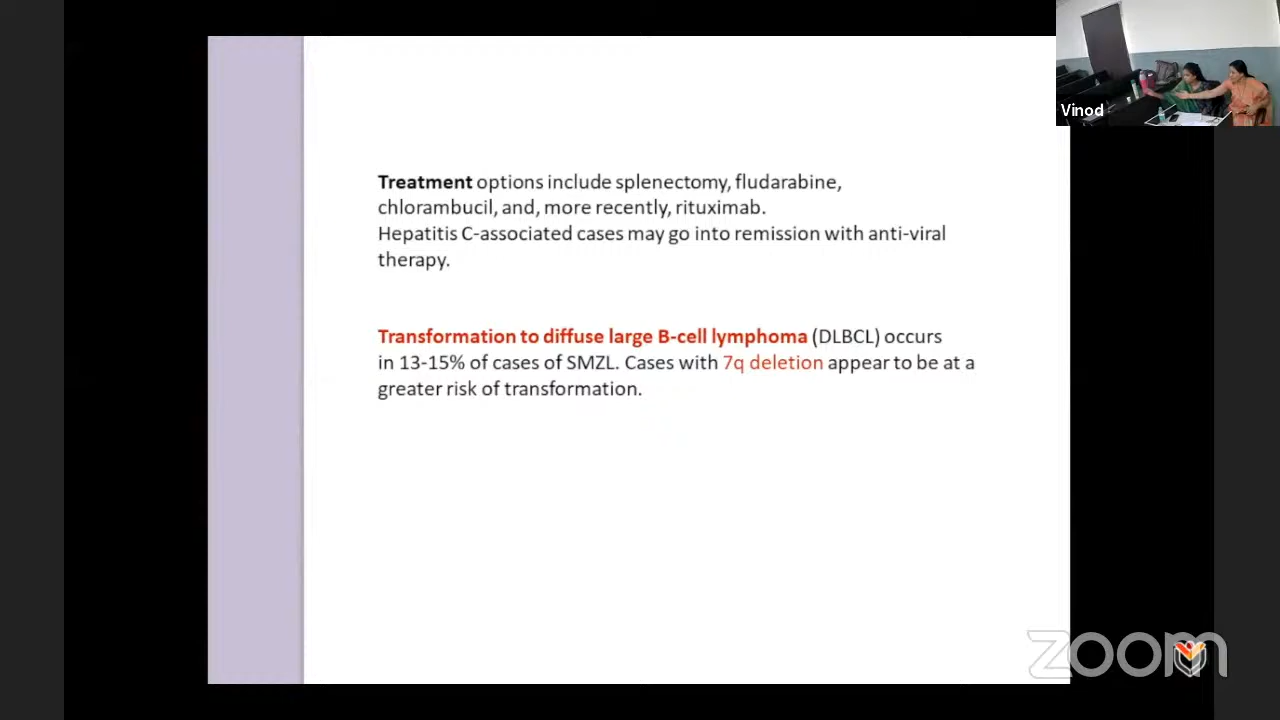 Vinod
Treatment options include splenectomy, fludarabine,
chlorambucil, and, more recently, rituximab.
Hepatitis C-associated cases may go into remission with anti-viral
therapy.
Transformation to diffuse large B-cell lymphoma (DLBCL) occurs
in 13-15% of cases of SMZL. Cases with 7q deletion appear to be at a
greater risk of transformation.
zoom